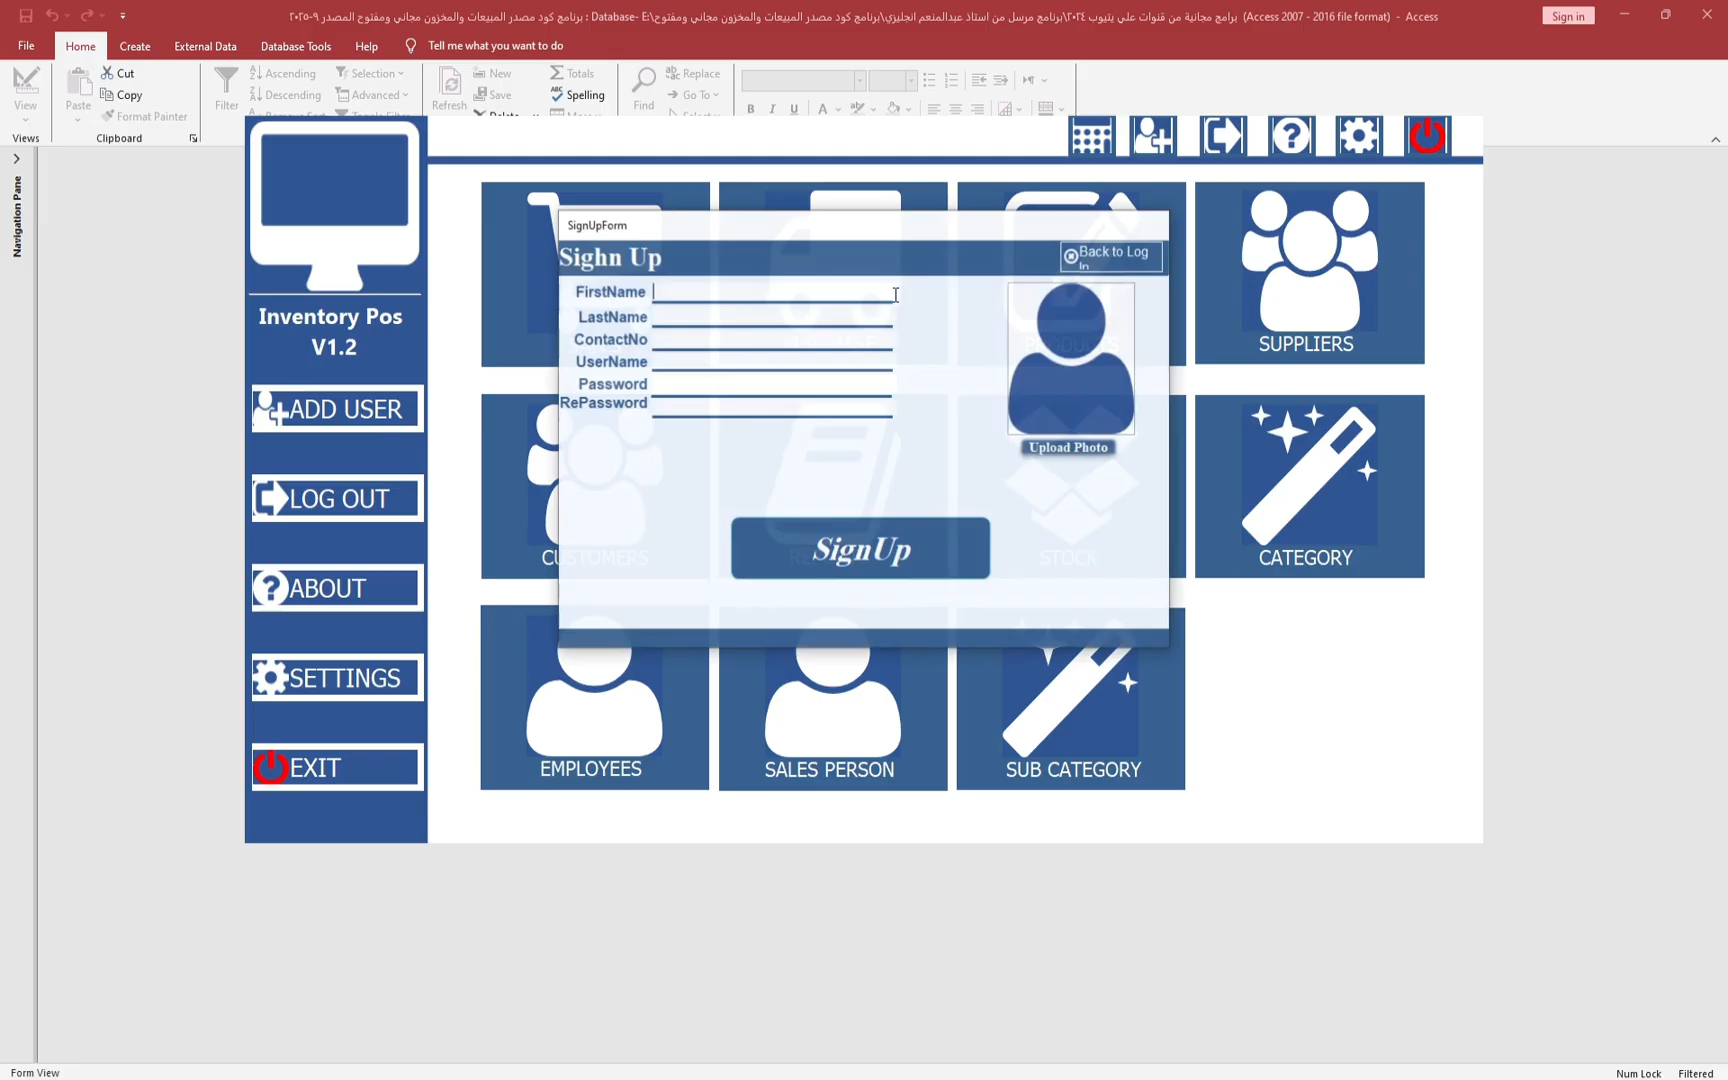 برامج مجانية من قنوات علي يتيوب ٢٠٢٤\برنامج مرسل من استاذ عبدالمنعم انجليزي\برنامج كود مصدر المبيعات والمخزون مجاني ومفتوح\Database- E: برنامج كود مصدر المبيعات والمخزون مجاني ومفتوح المصدر ٩-٢٠٢٥ : (Access 2007 - 2016 file format) - Access
Sign in
File Home Create External Data Database Tools Help Tell me what you want to do
View Paste Cut Filter Ascending Selection Refresh New Totals Find Replace
Copy Descending Advanced Save Spelling Go To
Format Painter Delete
B I U A
Views Clipboard
Navigation Pane
Inventory Pos
V1.2
ADD USER
LOG OUT
ABOUT
SETTINGS
EXIT
SignUpForm
Sighn Up
Back to Log
In
FirstName
LastName
ContactNo
UserName
Password
RePassword
Upload Photo
SignUp
PRODUCTS
SUPPLIERS
CUSTOMERS
STOCK
CATEGORY
EMPLOYEES
SALES PERSON
SUB CATEGORY
Form View
Num Lock Filtered